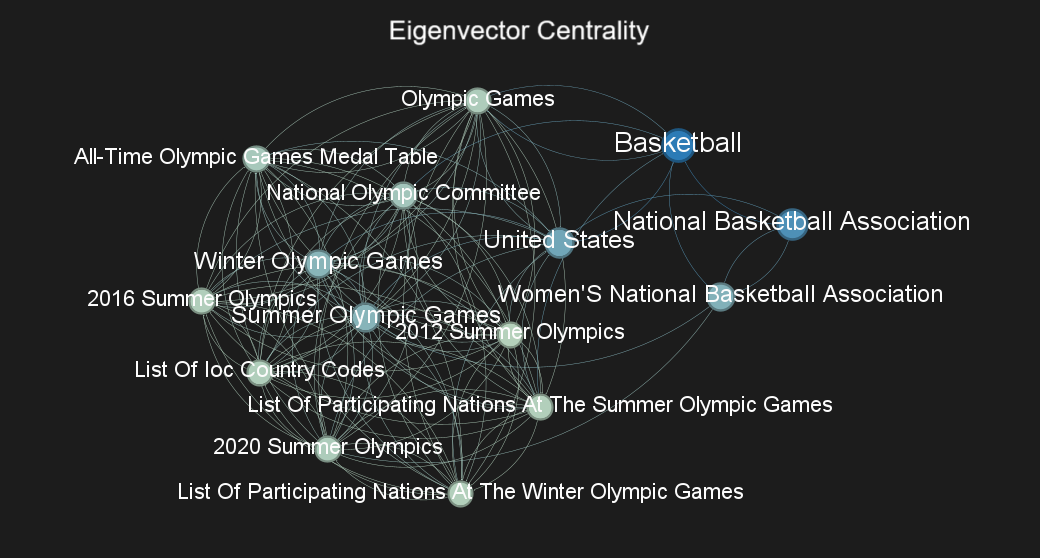 Eigenvector Centrality
Olympic Games
Basketball
All-Time Olympic Games Medal Table
National Olympic Committee
National Basketball Association
United States
Winter Olympic Games
Women'S National Basketball Association
2016 Summer Olympics
Summer Olympic Games
2012 Summer Olympics
List Of Ioc Country Codes
List Of Participating Nations At The Summer Olympic Games
2020 Summer Olympics
List Of Participating Nations At The Winter Olympic Games